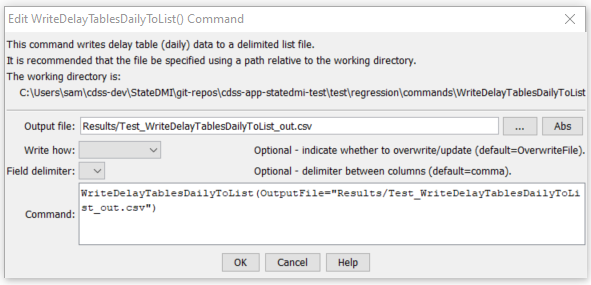 Edit WriteDelayTablesDailyToList() Command
This command writes delay table (daily) data to a delimited list file.
It is recommended that the file be specified using a path relative to the working directory.
The working directory is:
C:\Users\sam\cdss-dev\StateDMI\git-repos\cdss-app-statedmi-test\test\regression\commands\WriteDelayTablesDailyToList
Output file: Results/Test_WriteDelayTablesDailyToList_out.csv ... Abs
Write how: Optional - indicate whether to overwrite/update (default=OverwriteFile).
Field delimiter: Optional - delimiter between columns (default=comma).
WriteDelayTablesDailyToList(OutputFile="Results/Test_WriteDelayTablesDailyToLi
st_out.csv")
Command:
OK Cancel Help